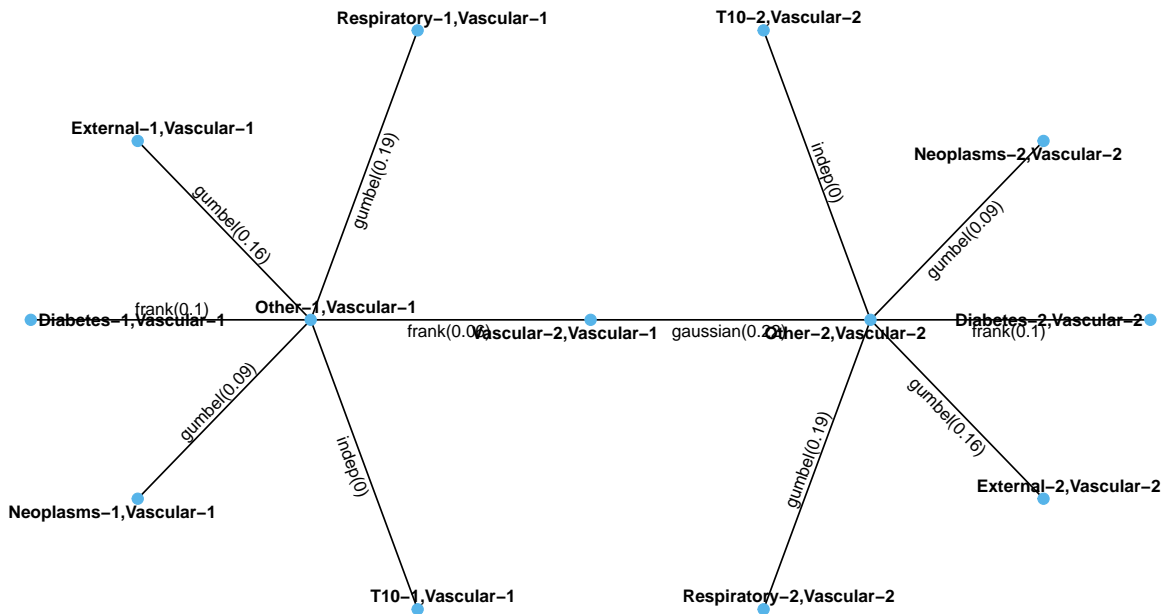 Respiratory−1,Vascular−1
T10−2,Vascular−2
External−1,Vascular−1
Neoplasms−2,Vascular−2
gumbel(0.19)
indep(0)
gumbel(0.16)
gumbel(0.09)
frank(0.1)
Other−1,Vascular−1
Diabetes−1,Vascular−1
Diabetes−2,Vascular−2
frank(0.06)
Vascular−2,Vascular−1
gaussian(0.22)
Other−2,Vascular−2
frank(0.1)
gumbel(0.09)
gumbel(0.16)
indep(0)
gumbel(0.19)
External−2,Vascular−2
Neoplasms−1,Vascular−1
T10−1,Vascular−1
Respiratory−2,Vascular−2